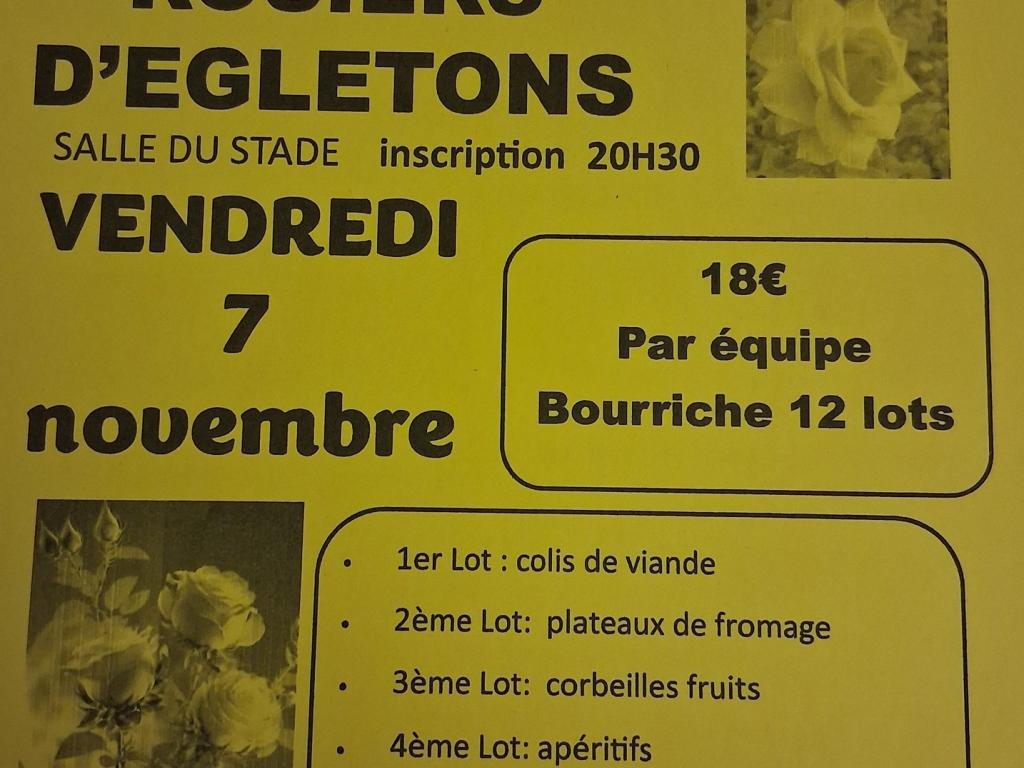 ROSIERS
D'EGLETONS
SALLE DU STADE inscription 20H30
VENDREDI
7
novembre
18€
Par équipe
Bourriche 12 lots
• 1er Lot : colis de viande
• 2ème Lot: plateaux de fromage
• 3ème Lot: corbeilles fruits
• 4ème Lot: apéritifs